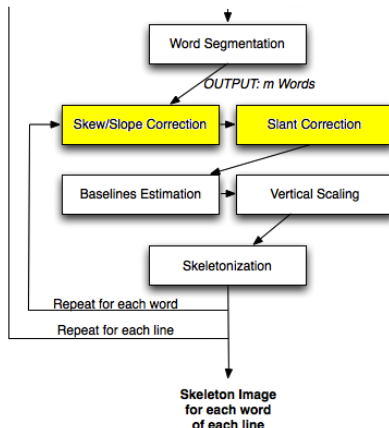 Word Segmentation
OUTPUT: m Words
Skew/Slope Correction
Slant Correction
Baselines Estimation
Vertical Scaling
Skeletonization
Repeat for each word
Repeat for each line
Skeleton Image
for each word
of each line